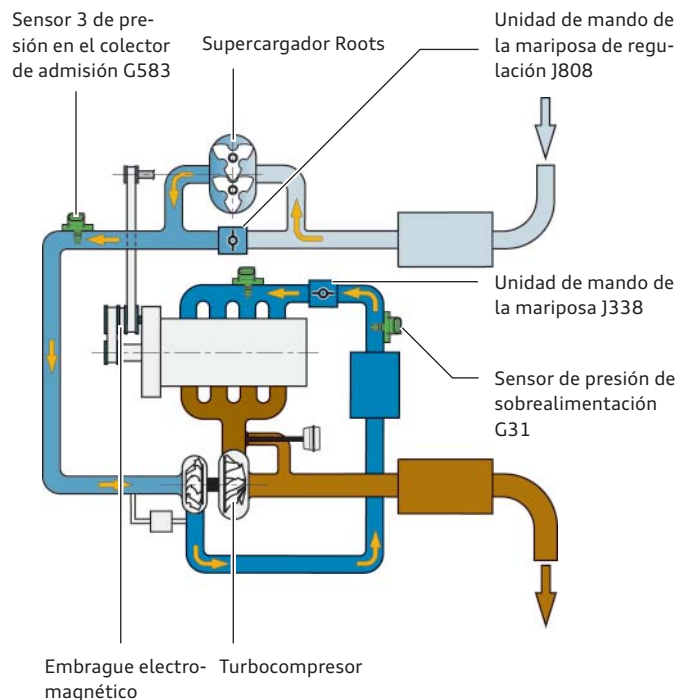 Sensor 3 de pre-
sión en el colector
de admisión G583
Supercargador Roots
Unidad de mando de
la mariposa de regu-
lación J808
Unidad de mando de
la mariposa J338
Sensor de presión de
sobrealimentación
G31
Embrague electro-
magnético
Turbocompresor